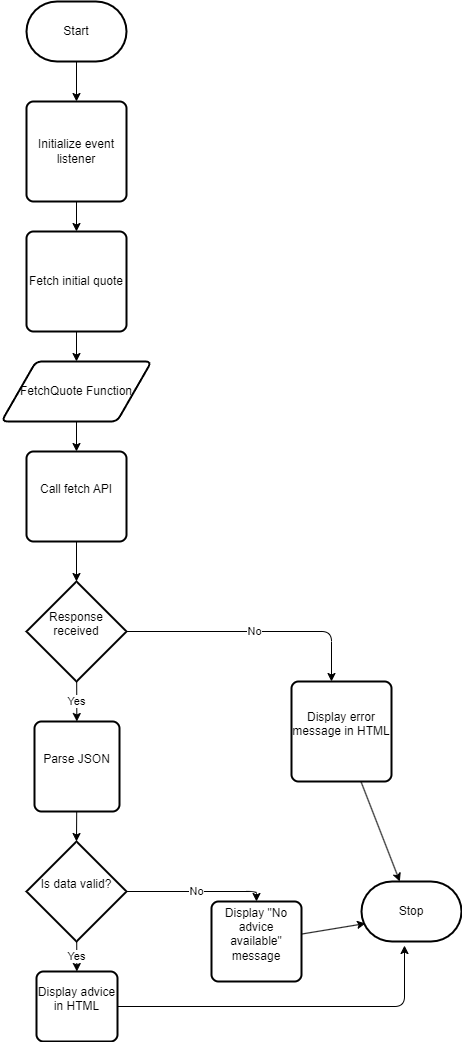 Start
Initialize event
listener
Fetch initial quote
FetchQuote Function
Call fetch API
Response
received
No
Yes
Display error
message in HTML
Parse JSON
Is data valid?
No
Display "No
advice
available"
message
Stop
Yes
Display advice
in HTML